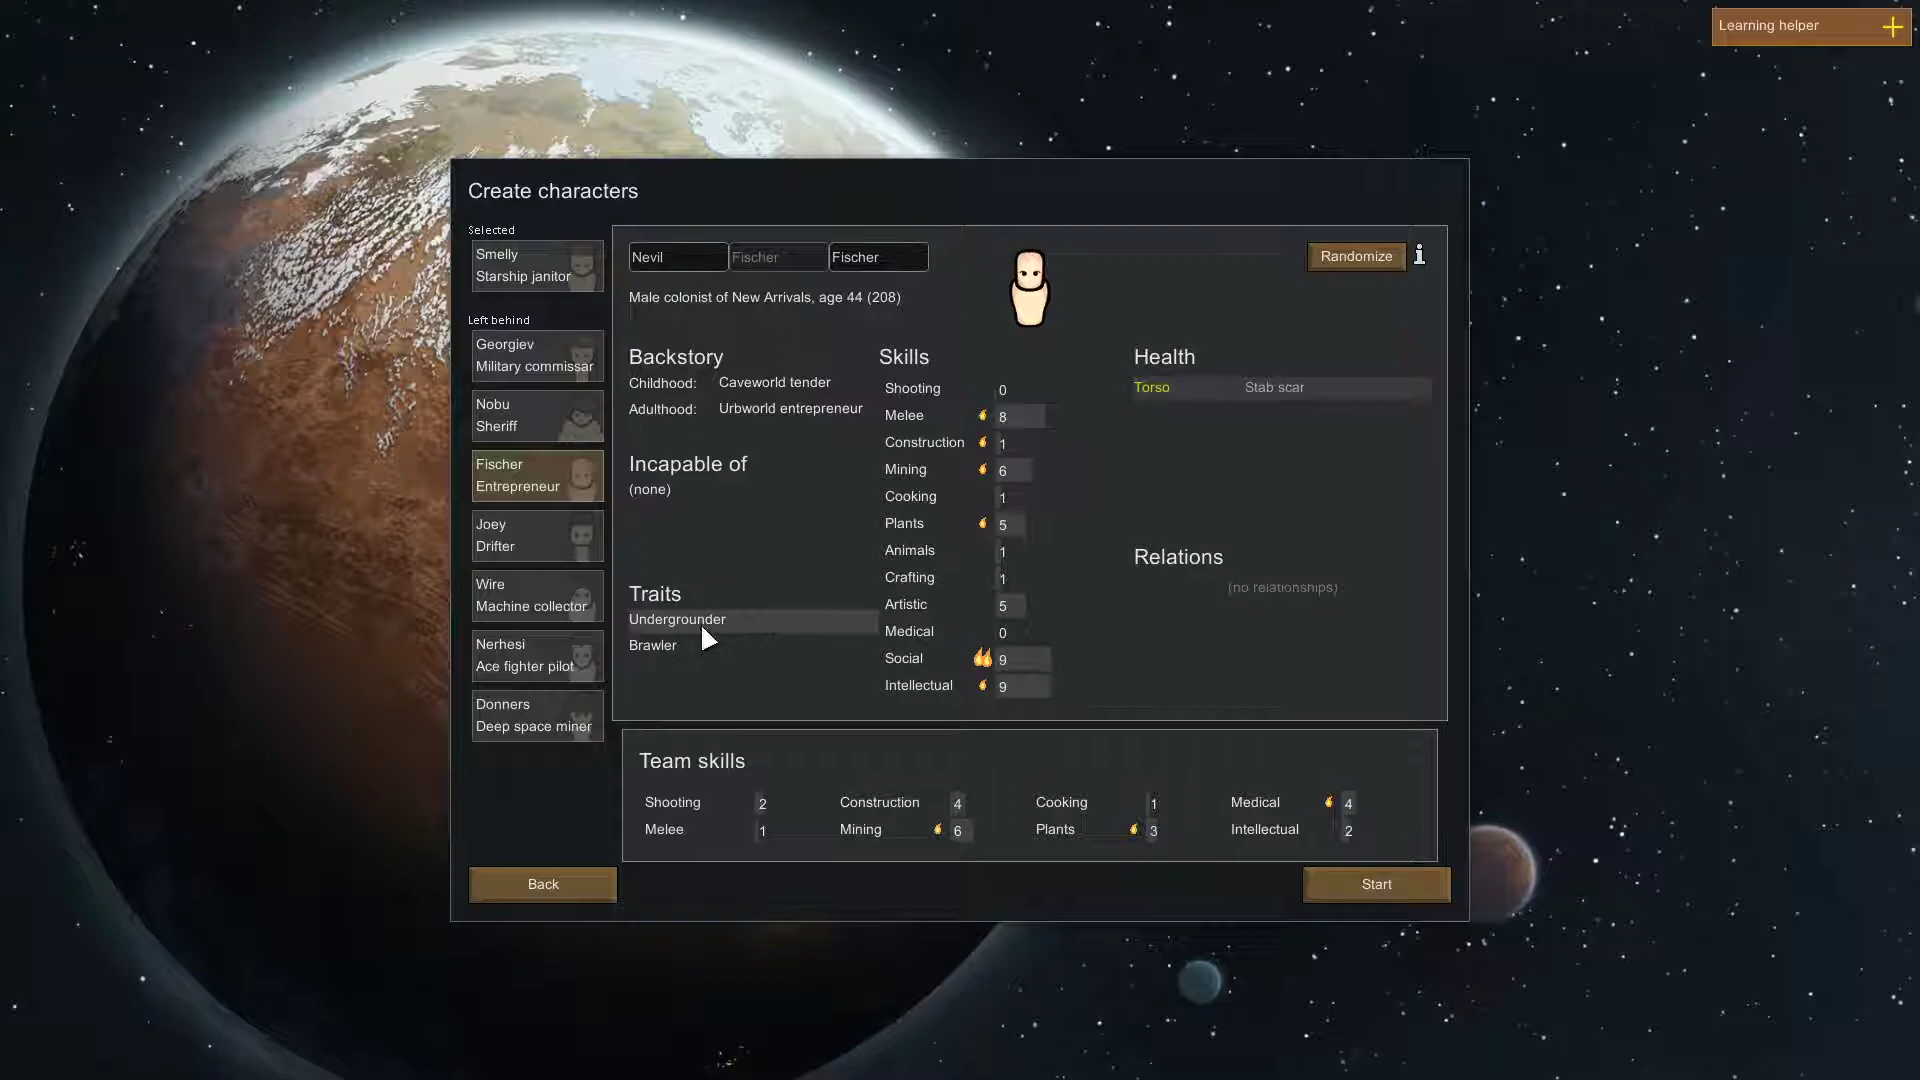 Learning helper
Create characters
Selected
Smelly
Starship janitor
Left behind
Georgiev
Military commissar
Nobu
Sheriff
Fischer
Entrepreneur
Joey
Drifter
Wire
Machine collector
Nerhesi
Ace fighter pilot
Donners
Deep space miner
Nevil Fischer Fischer
Randomize
Male colonist of New Arrivals, age 44 (208)
Backstory
Childhood: Caveworld tender
Adulthood: Urbworld entrepreneur
Incapable of
(none)
Traits
Undergrounder
Brawler
Skills
Shooting 0
Melee 8
Construction 1
Mining 6
Cooking 1
Plants 5
Animals 1
Crafting 1
Artistic 5
Medical 0
Social 9
Intellectual 9
Health
Torso Stab scar
Relations
(no relationships)
Team skills
Shooting 2 Construction 4 Cooking 1 Medical 4
Melee 1 Mining 6 Plants 3 Intellectual 2
Back
Start